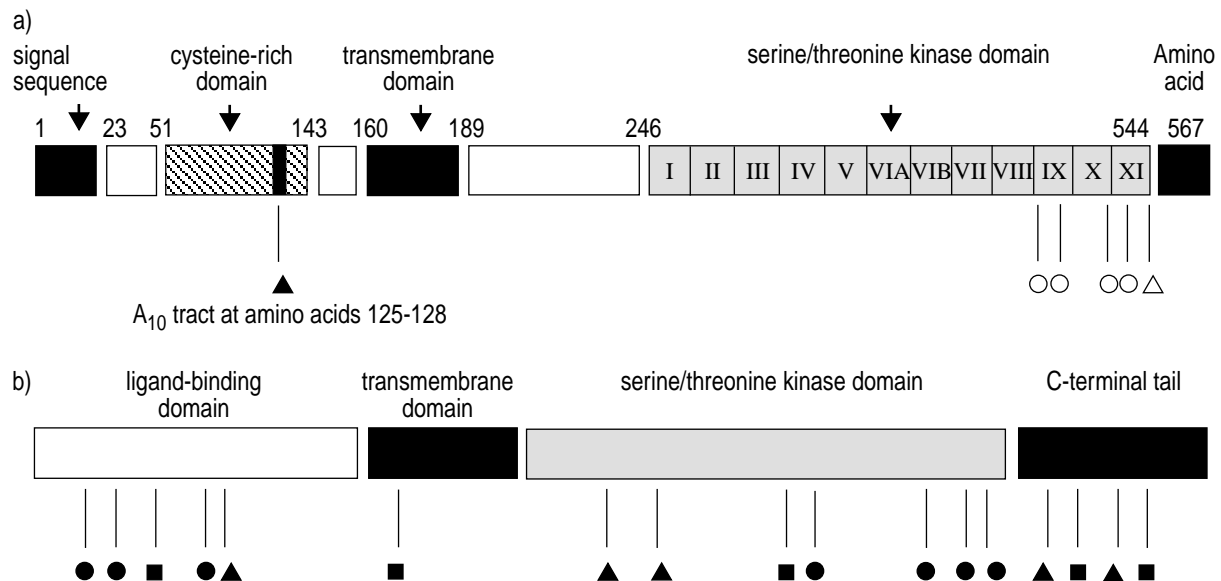 a)
signal
sequence
cysteine-rich
domain
transmembrane
domain
serine/threonine kinase domain
Amino
acid
1 23 51 143 160 189 246 544 567
I II III IV V VIA VIB VII VIII IX X XI
A10 tract at amino acids 125-128
b)
ligand-binding
domain
transmembrane
domain
serine/threonine kinase domain
C-terminal tail